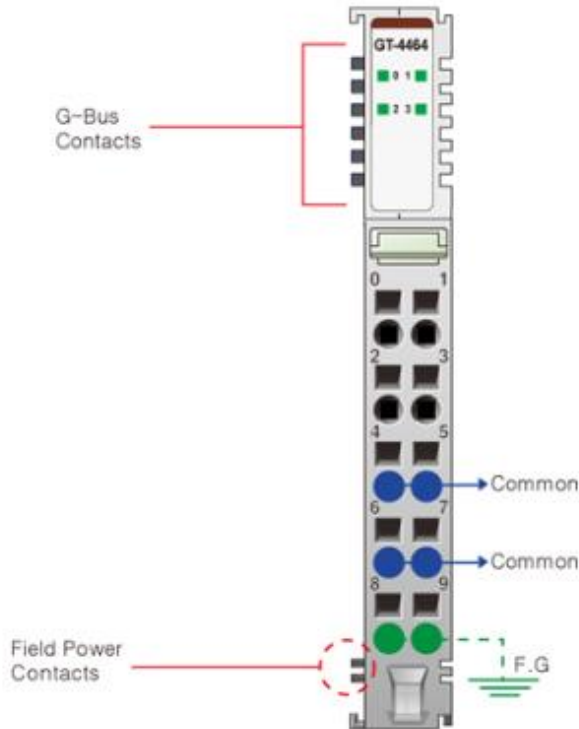 GT-4464
0 1
2 3
G-Bus
Contacts
0 1
2 3
4 5
Common
6 7
Common
8 9
Field Power
Contacts
F.G